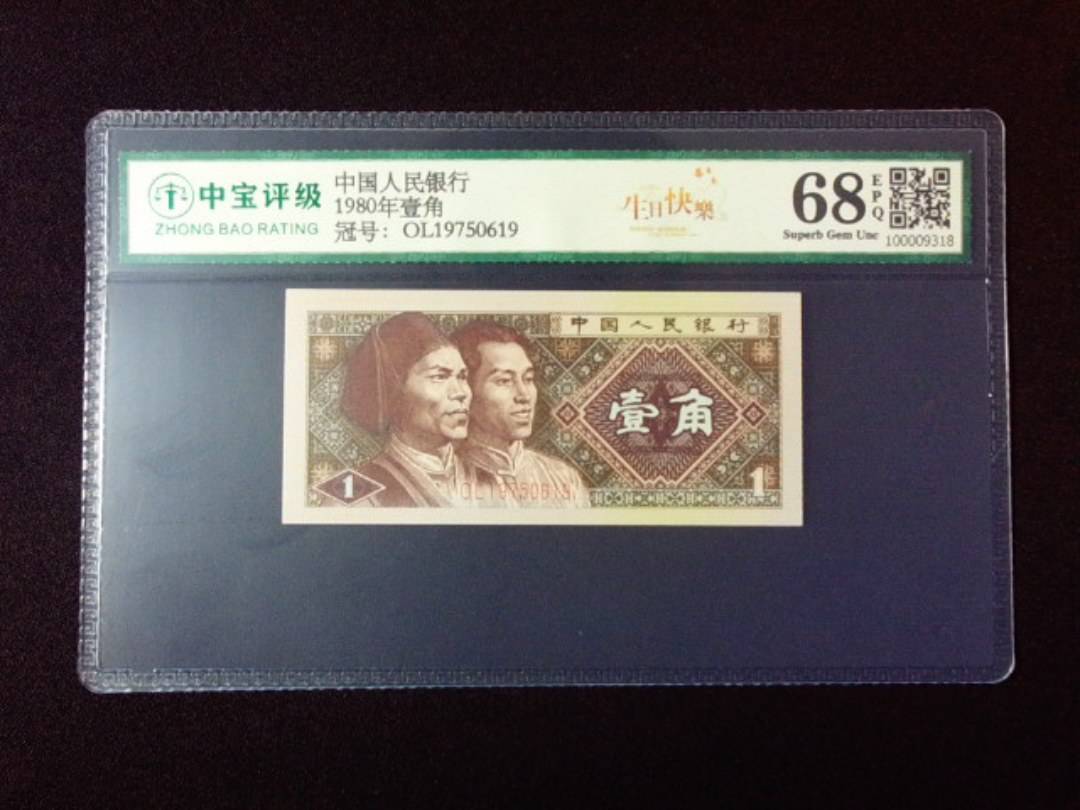 中宝评级
ZHONG BAO RATING
中国人民银行
1980年壹角
冠号：OL19750619
生日快樂
68
EPQ
Superb Gem Unc
100009318
中国人民银行
壹角
1
OL19750619
1